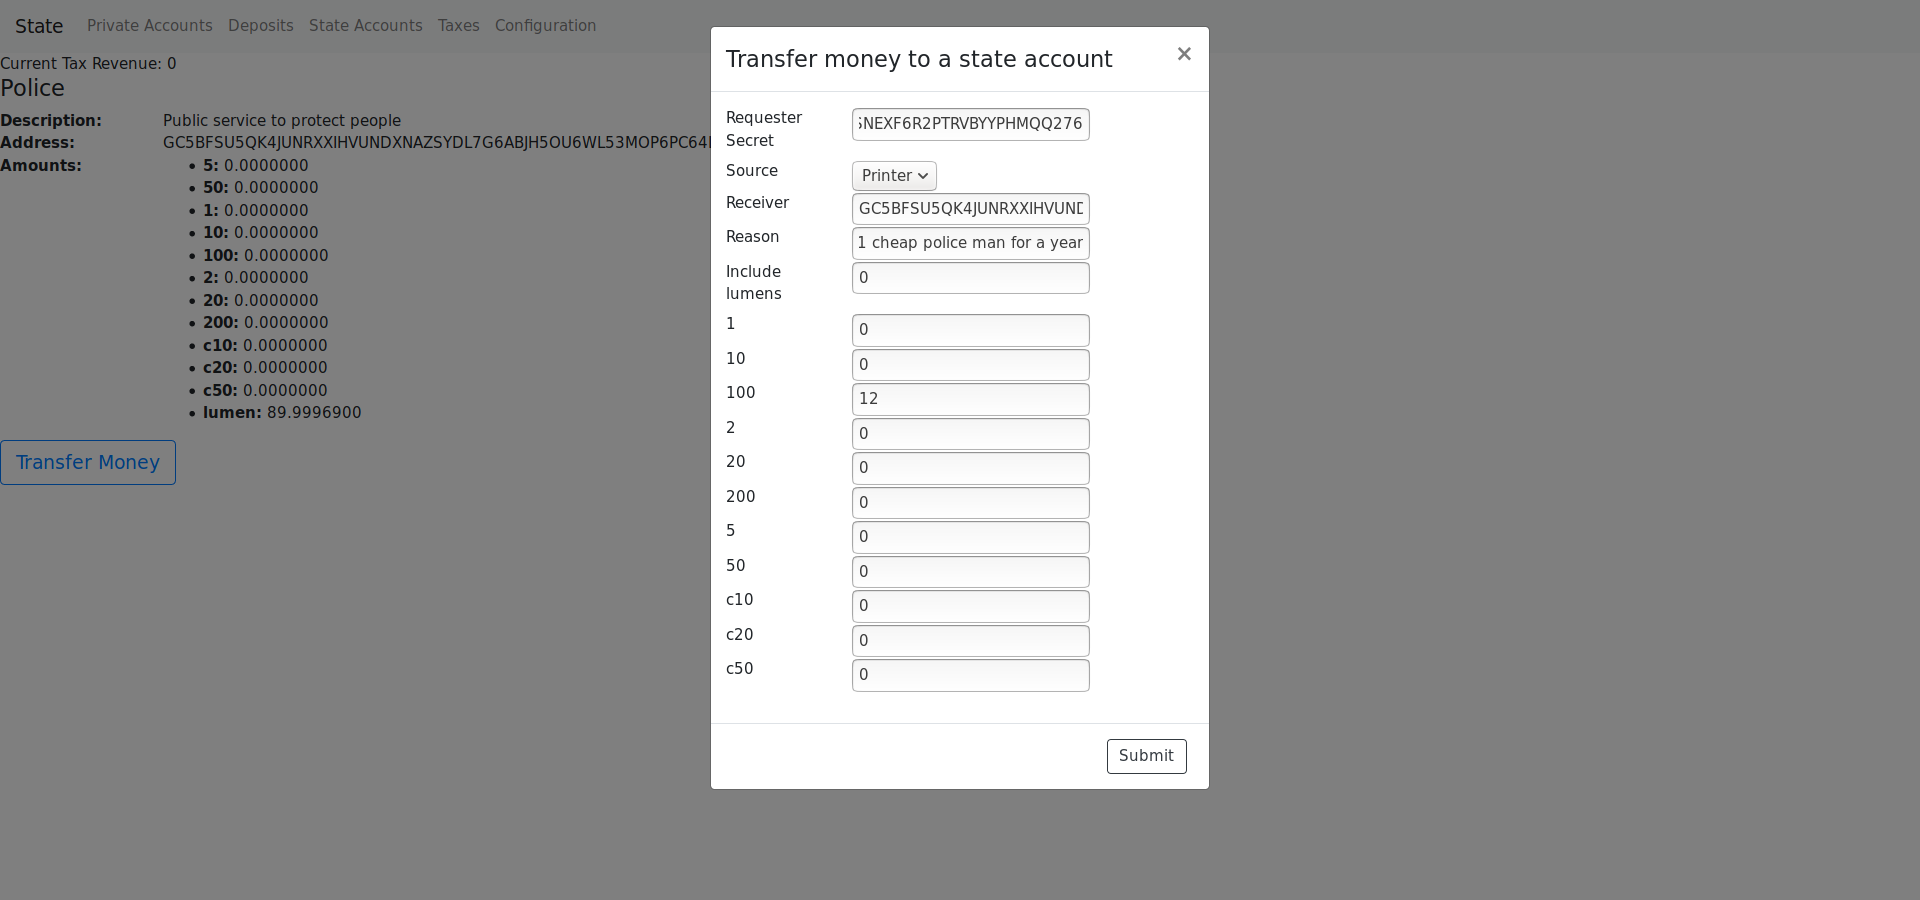 State Private Accounts Deposits State Accounts Taxes Configuration
Current Tax Revenue: 0
Police
Description: Public service to protect people
Address: GC5BFSU5QK4JUNRXXIHVUNDXNAZSYDL7G6ABJH5OU6WL53MOP6PC64
Amounts:
• 5: 0.0000000
• 50: 0.0000000
• 1: 0.0000000
• 10: 0.0000000
• 100: 0.0000000
• 2: 0.0000000
• 20: 0.0000000
• 200: 0.0000000
• c10: 0.0000000
• c20: 0.0000000
• c50: 0.0000000
• lumen: 89.9996900
Transfer Money
Transfer money to a state account ×
Requester
Secret
NEXF6R2PTRVBYYPHMQQ276
Source Printer
Receiver GC5BFSU5QK4JUNRXXIHVUND
Reason 1 cheap police man for a year
Include
lumens
0
1 0
10 0
100 12
2 0
20 0
200 0
5 0
50 0
c10 0
c20 0
c50 0
Submit